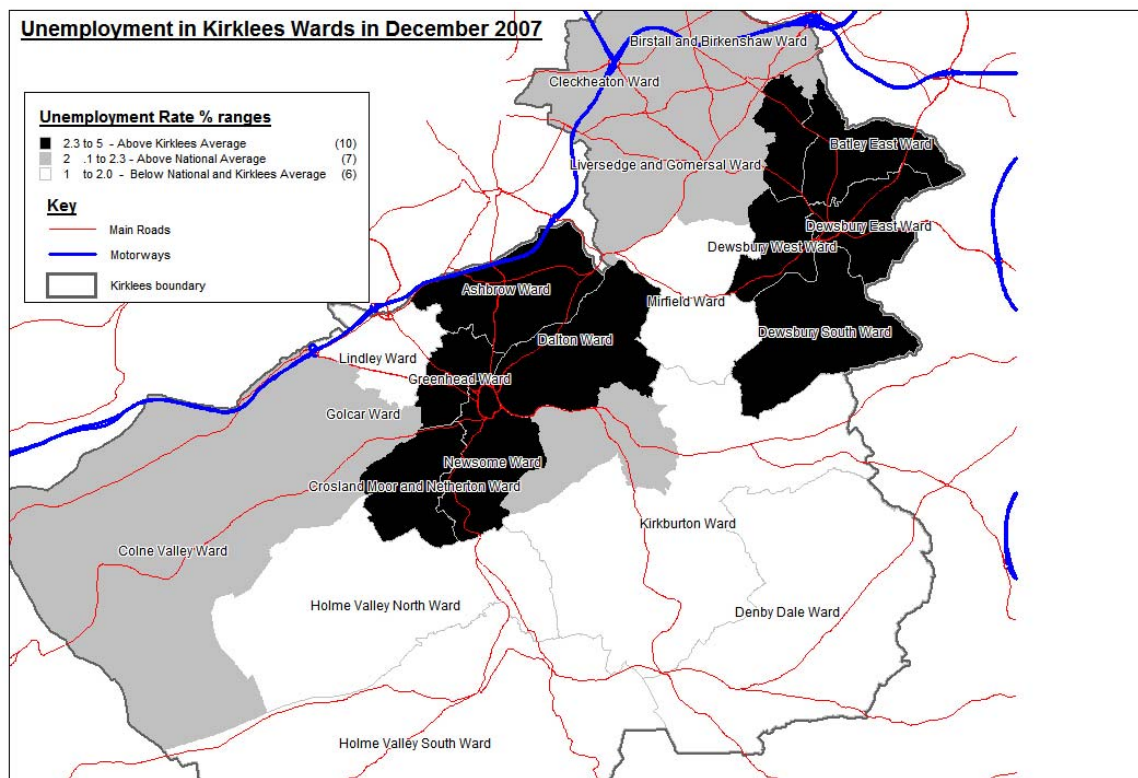 Unemployment in Kirklees Wards in December 2007
Birstall and Birkenshaw Ward
Cleckheaton Ward
Unemployment Rate % ranges
2.3 to 5 - Above Kirklees Average (10)
2 .1 to 2.3 - Above National Average (7)
1 to 2.0 - Below National and Kirklees Average (6)
Key
Main Roads
Motorways
Kirklees boundary
Batley East Ward
Liversedge and Gomersal Ward
Dewsbury East Ward
Dewsbury West Ward
Ashbrow Ward
Mirfield Ward
Dewsbury South Ward
Dalton Ward
Lindley Ward
Greenhead Ward
Golcar Ward
Newsome Ward
Crosland Moor and Netherton Ward
Kirkburton Ward
Colne Valley Ward
Holme Valley North Ward
Denby Dale Ward
Holme Valley South Ward